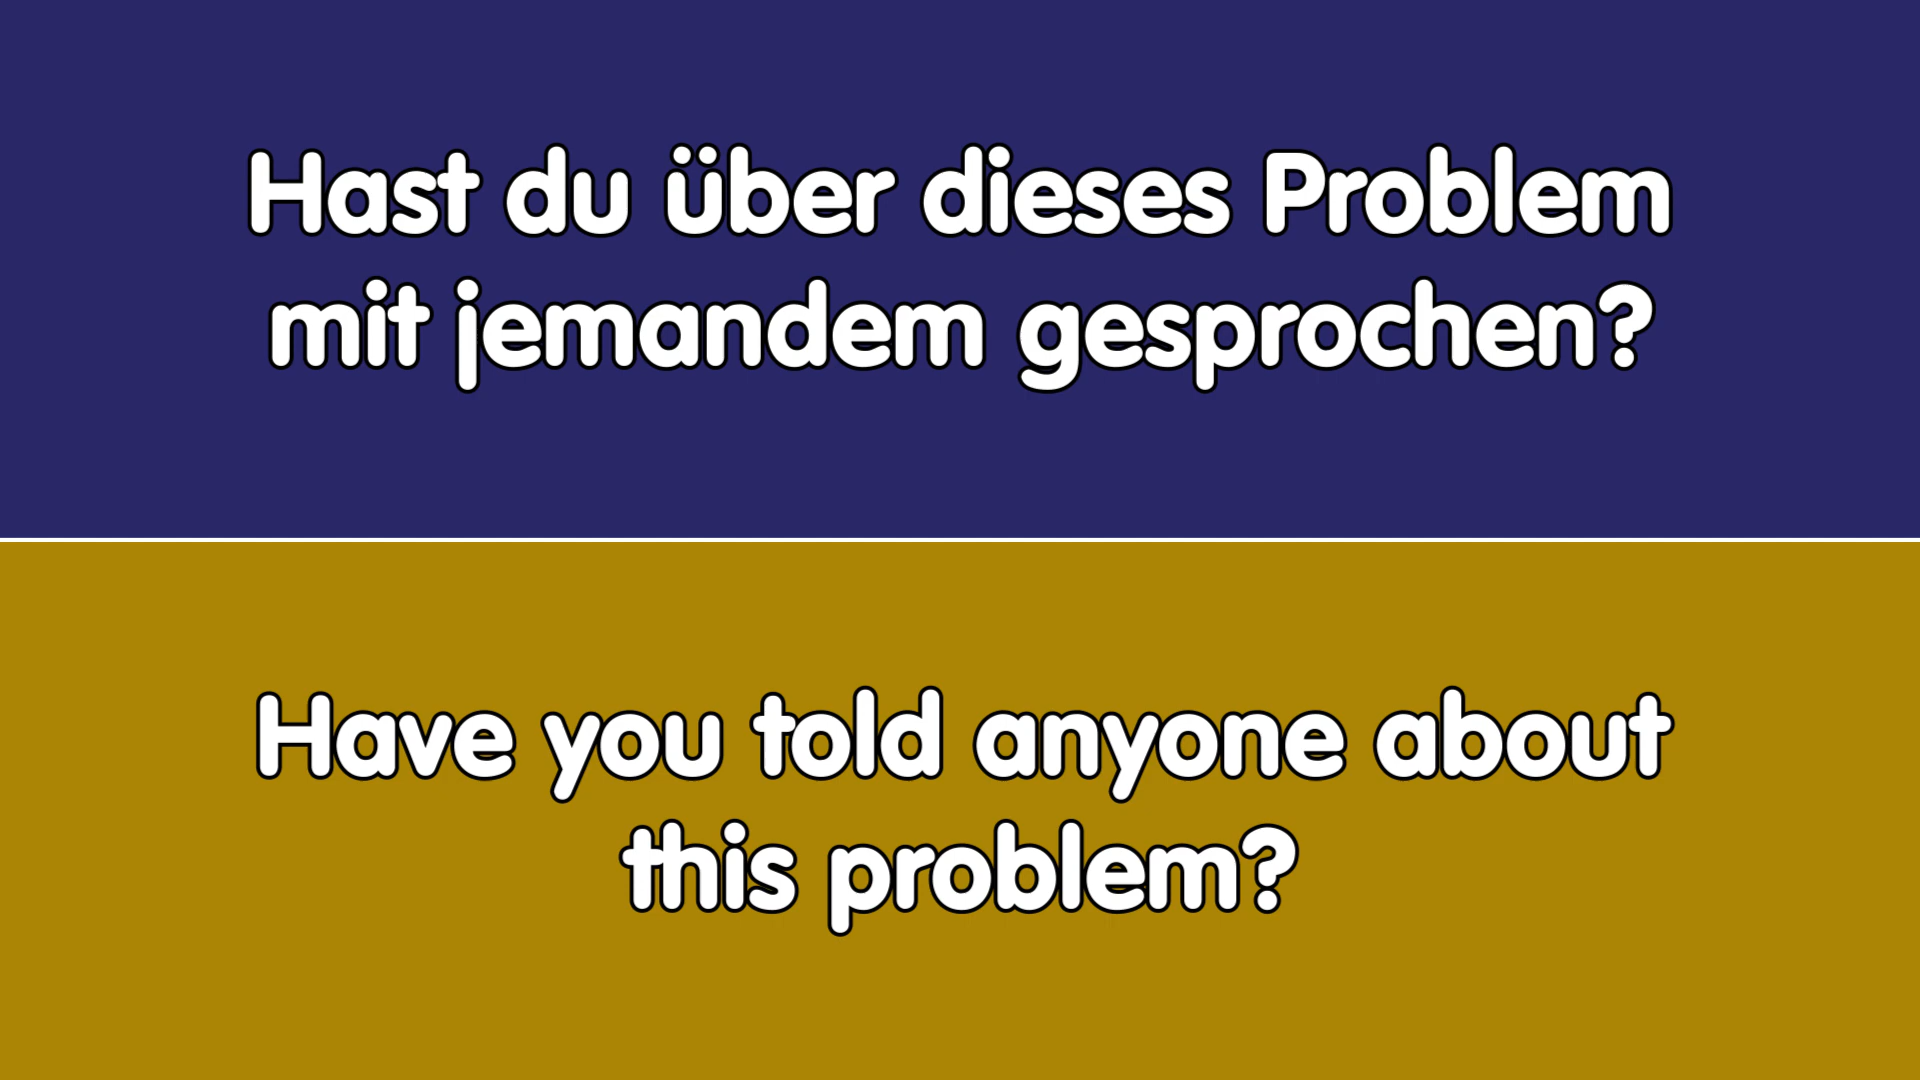 Hast du über dieses Problem
mit jemandem gesprochen?
Have you told anyone about
this problem?